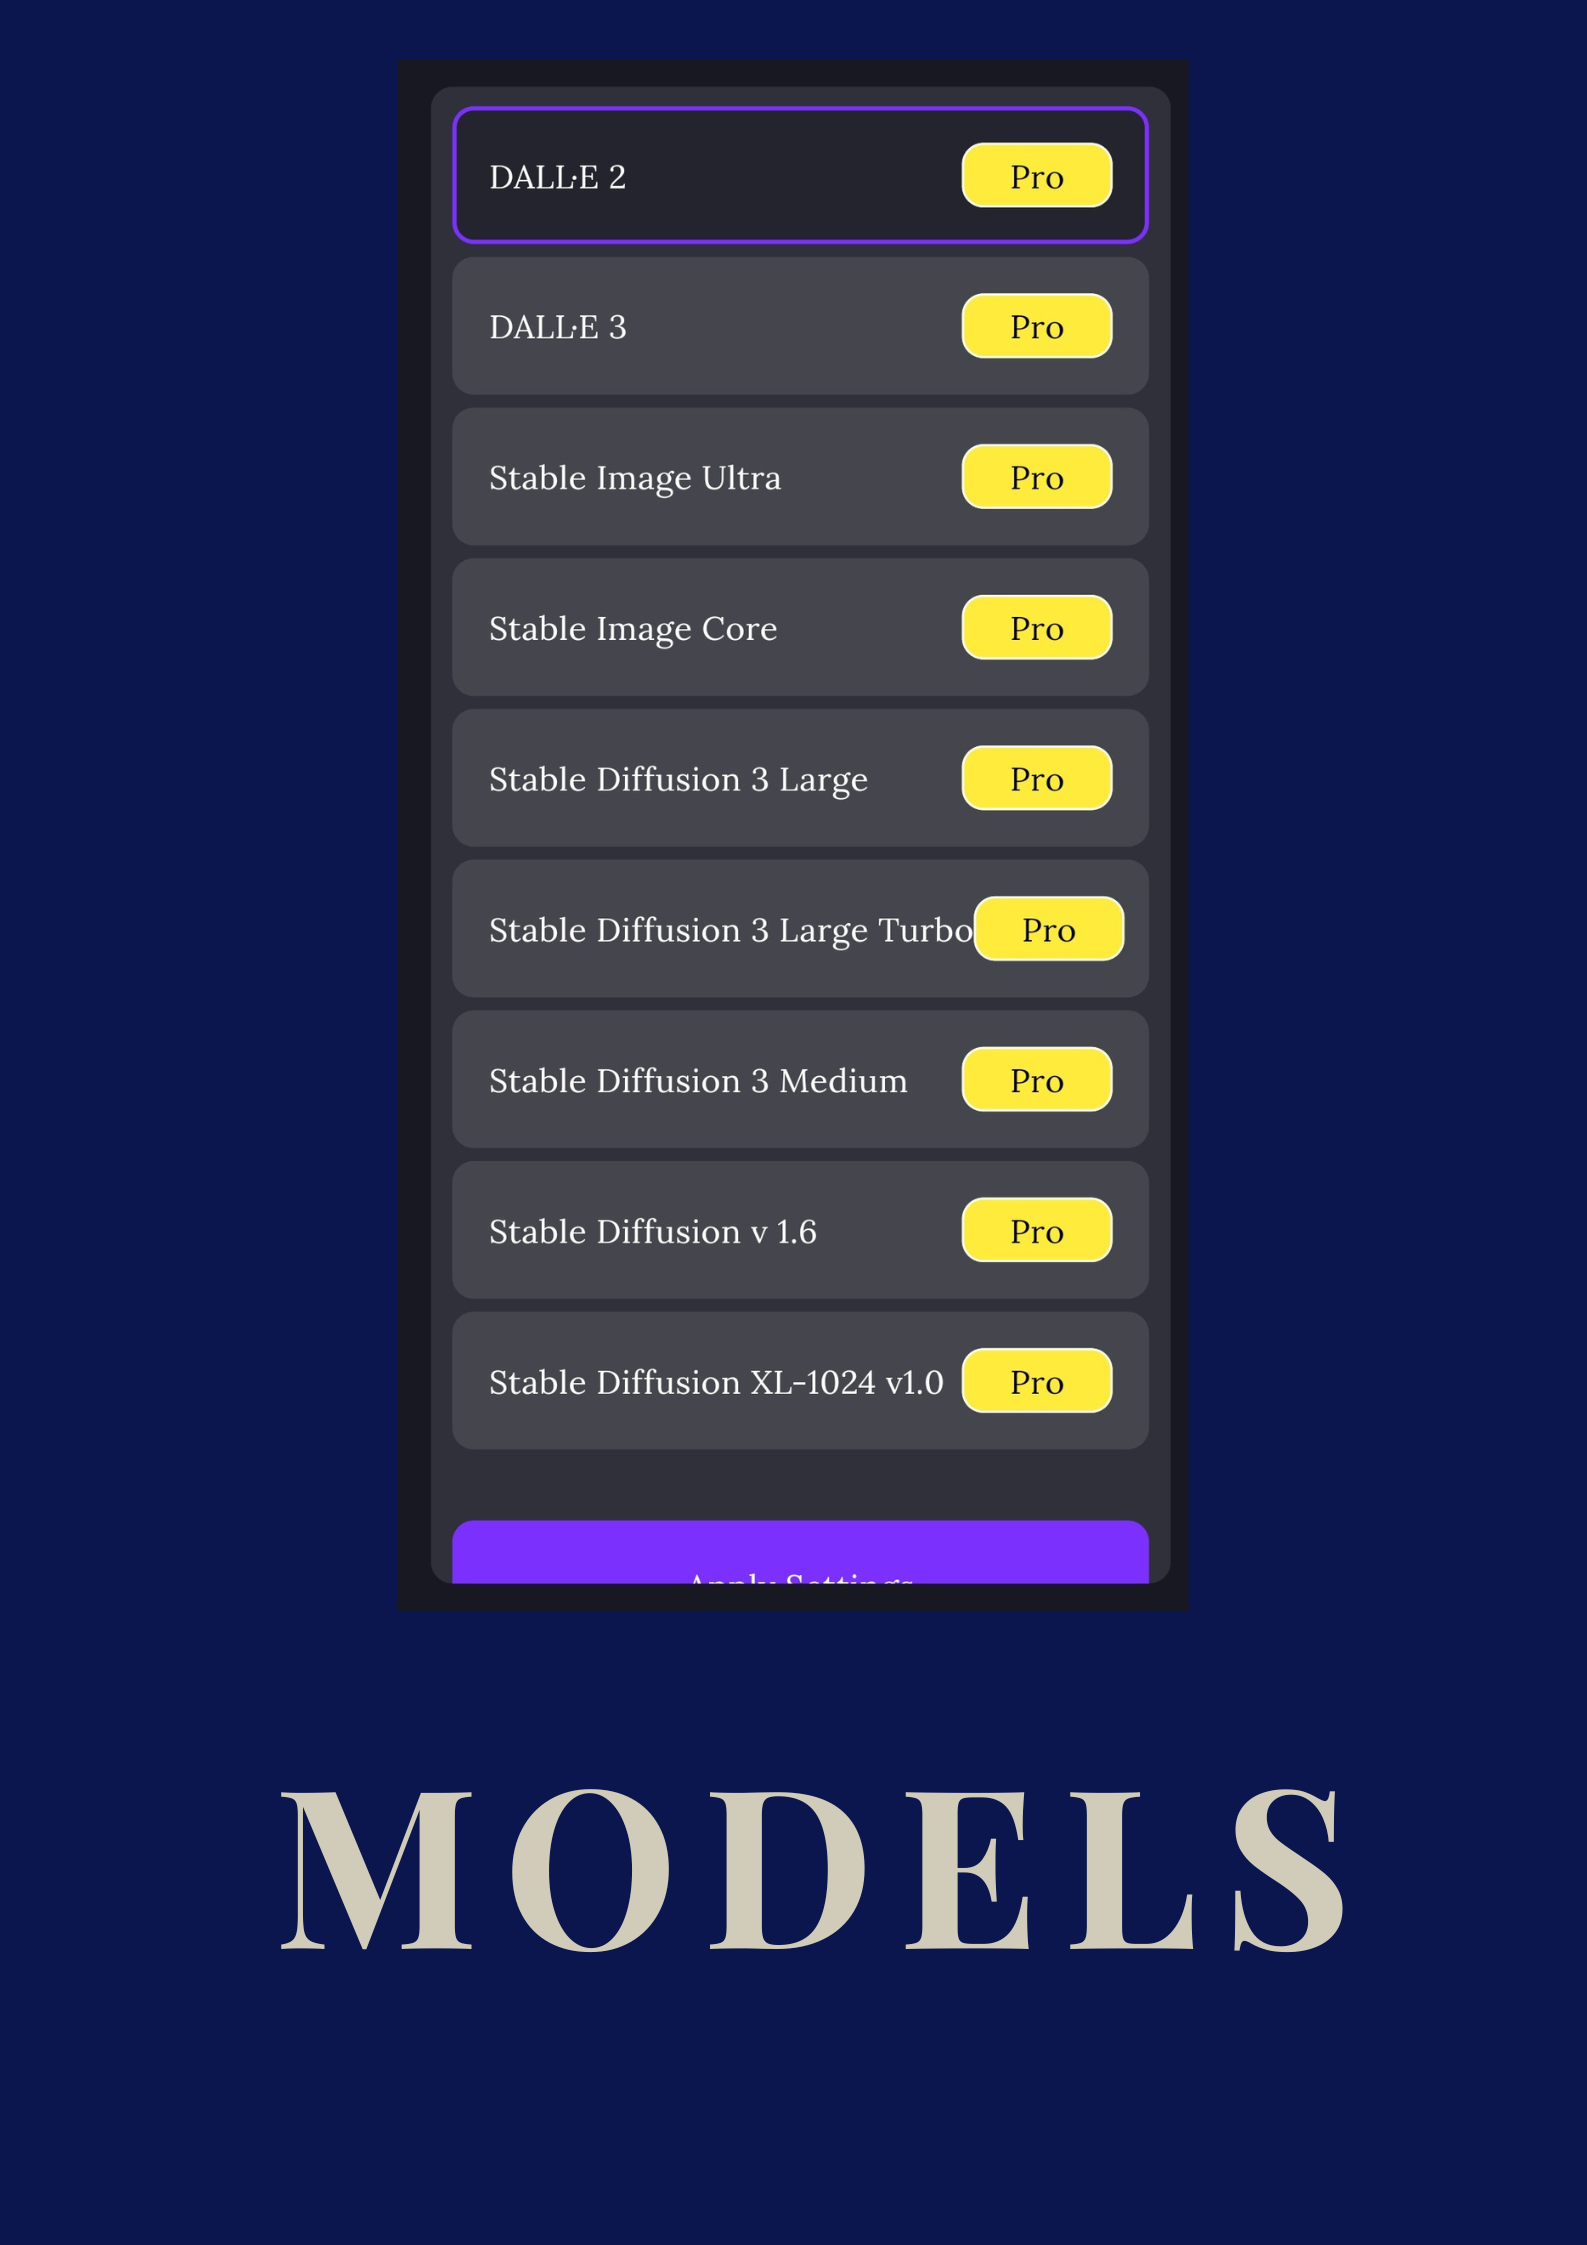 DALL·E 2 Pro
DALL·E 3 Pro
Stable Image Ultra Pro
Stable Image Core Pro
Stable Diffusion 3 Large Pro
Stable Diffusion 3 Large Turbo Pro
Stable Diffusion 3 Medium Pro
Stable Diffusion v 1.6 Pro
Stable Diffusion XL-1024 v1.0 Pro
Apply Settings
MODELS